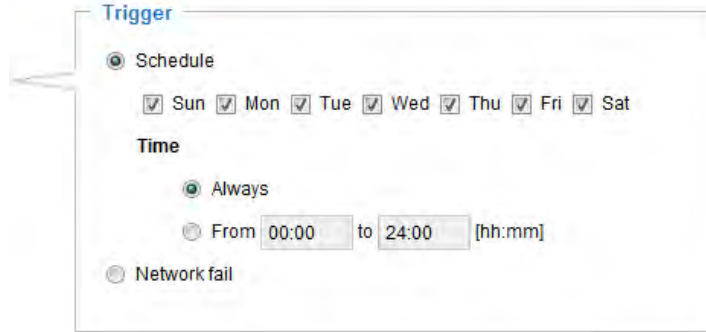 Trigger
Schedule
Sun Mon Tue Wed Thu Fri Sat
Time
Always
From 00:00 to 24:00 [hh:mm]
Network fail